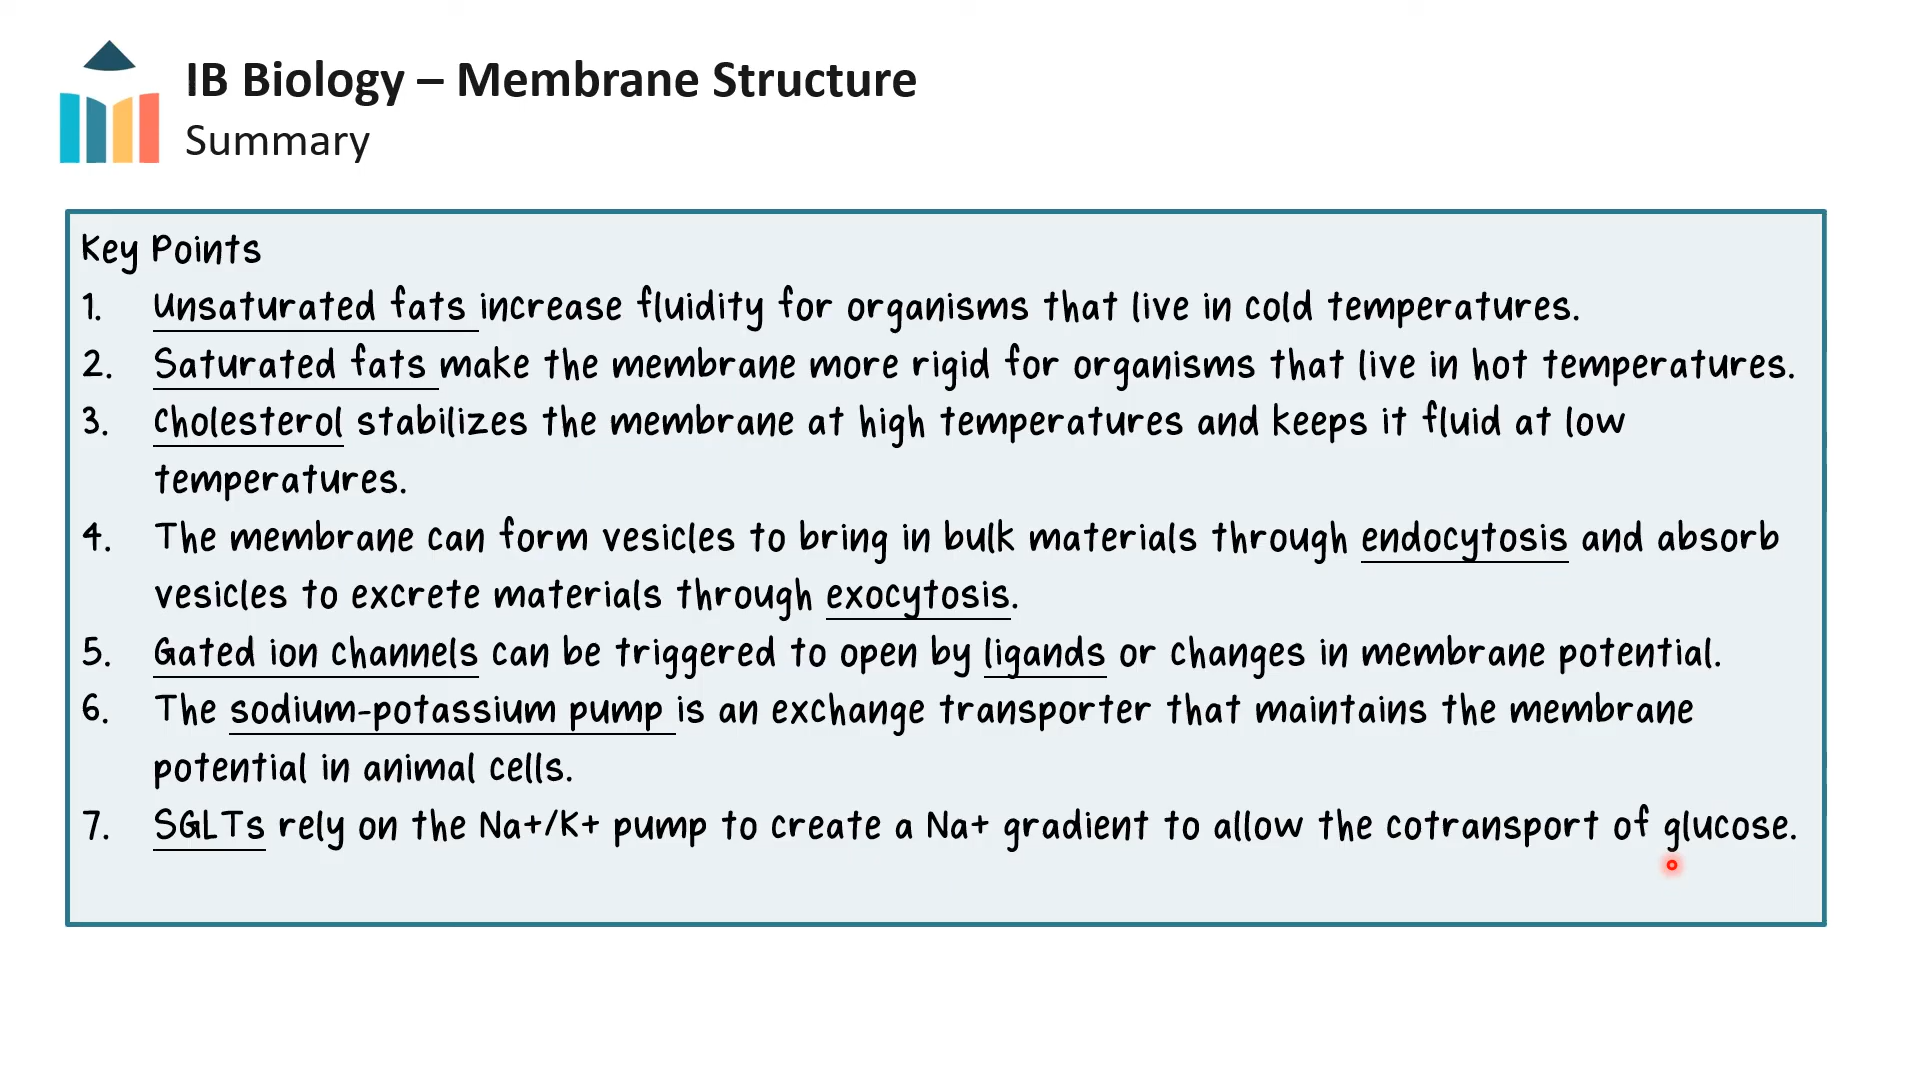 IB Biology – Membrane Structure
Summary
Key Points
1. Unsaturated fats increase fluidity for organisms that live in cold temperatures.
2. Saturated fats make the membrane more rigid for organisms that live in hot temperatures.
3. Cholesterol stabilizes the membrane at high temperatures and keeps it fluid at low
temperatures.
4. The membrane can form vesicles to bring in bulk materials through endocytosis and absorb
vesicles to excrete materials through exocytosis.
5. Gated ion channels can be triggered to open by ligands or changes in membrane potential.
6. The sodium-potassium pump is an exchange transporter that maintains the membrane
potential in animal cells.
7. SGLTs rely on the Na+/K+ pump to create a Na+ gradient to allow the cotransport of glucose.